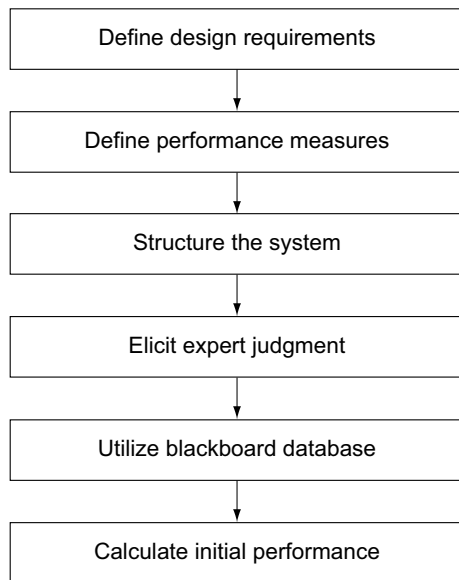 Define design requirements
Define performance measures
Structure the system
Elicit expert judgment
Utilize blackboard database
Calculate initial performance